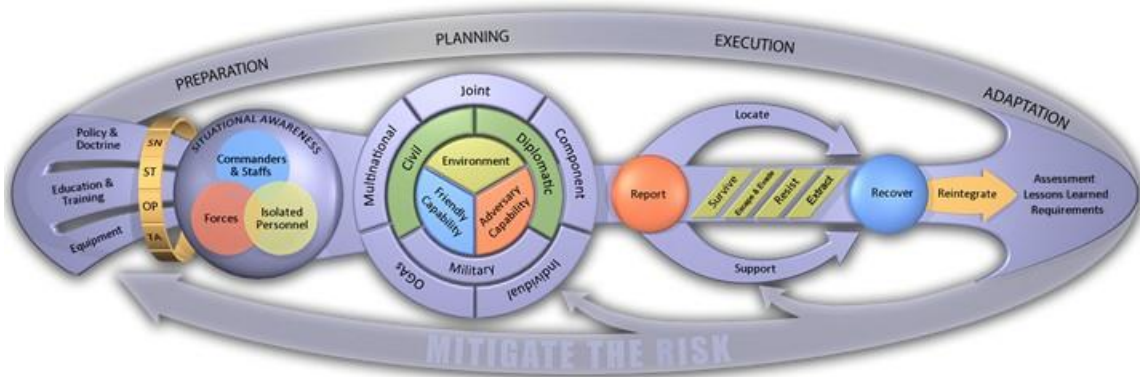 PREPARATION
PLANNING
EXECUTION
ADAPTATION
Policy &
Doctrine
Education &
Training
Equipment
SN
ST
OP
TA
SITUATIONAL AWARENESS
Commanders
& Staffs
Forces
Isolated
Personnel
Joint
Multinational
Component
OGAs
Individual
Civil
Diplomatic
Military
Environment
Friendly
Capability
Adversary
Capability
Report
Locate
Survive
Escape & Evade
Resist
Extract
Support
Recover
Reintegrate
Assessment
Lessons Learned
Requirements
MITIGATE THE RISK